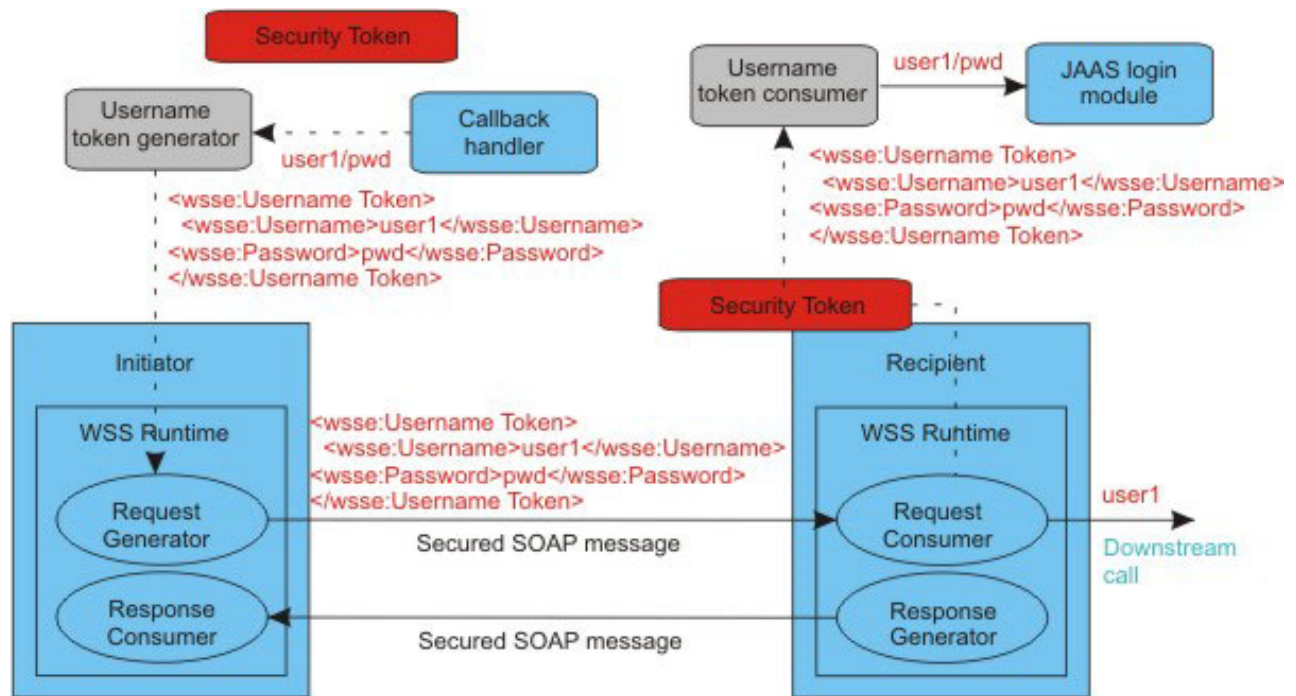 Security Token
Username
token generator
Callback
handler
user1/pwd
<wsse:Username Token>
<wsse:Username>user1</wsse:Username>
<wsse:Password>pwd</wsse:Password>
</wsse:Username Token>
Username
token consumer
user1/pwd
JAAS login
module
<wsse:Username Token>
<wsse:Username>user1</wsse:Username>
<wsse:Password>pwd</wsse:Password>
</wsse:Username Token>
Security Token
Initiator
WSS Runtime
Request
Generator
Response
Consumer
<wsse:Username Token>
<wsse:Username>user1</wsse:Username>
<wsse:Password>pwd</wsse:Password>
</wsse:Username Token>
Secured SOAP message
Secured SOAP message
Recipient
WSS Runtime
Request
Consumer
Response
Generator
user1
Downstream
call